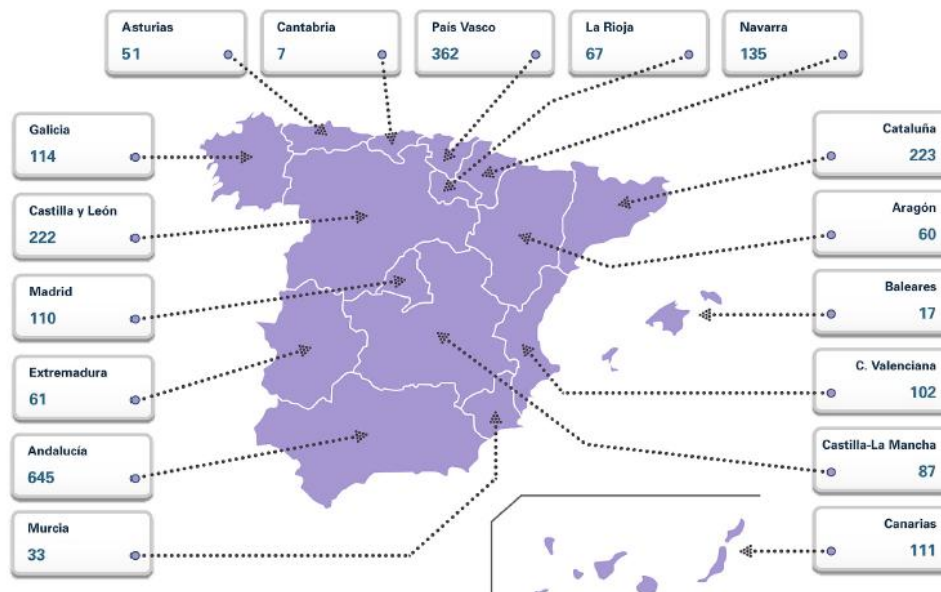 Asturias
51
Cantabria
7
País Vasco
362
La Rioja
67
Navarra
135
Galicia
114
Castilla y León
222
Madrid
110
Extremadura
61
Andalucía
645
Murcia
33
Cataluña
223
Aragón
60
Baleares
17
C. Valenciana
102
Castilla-La Mancha
87
Canarias
111